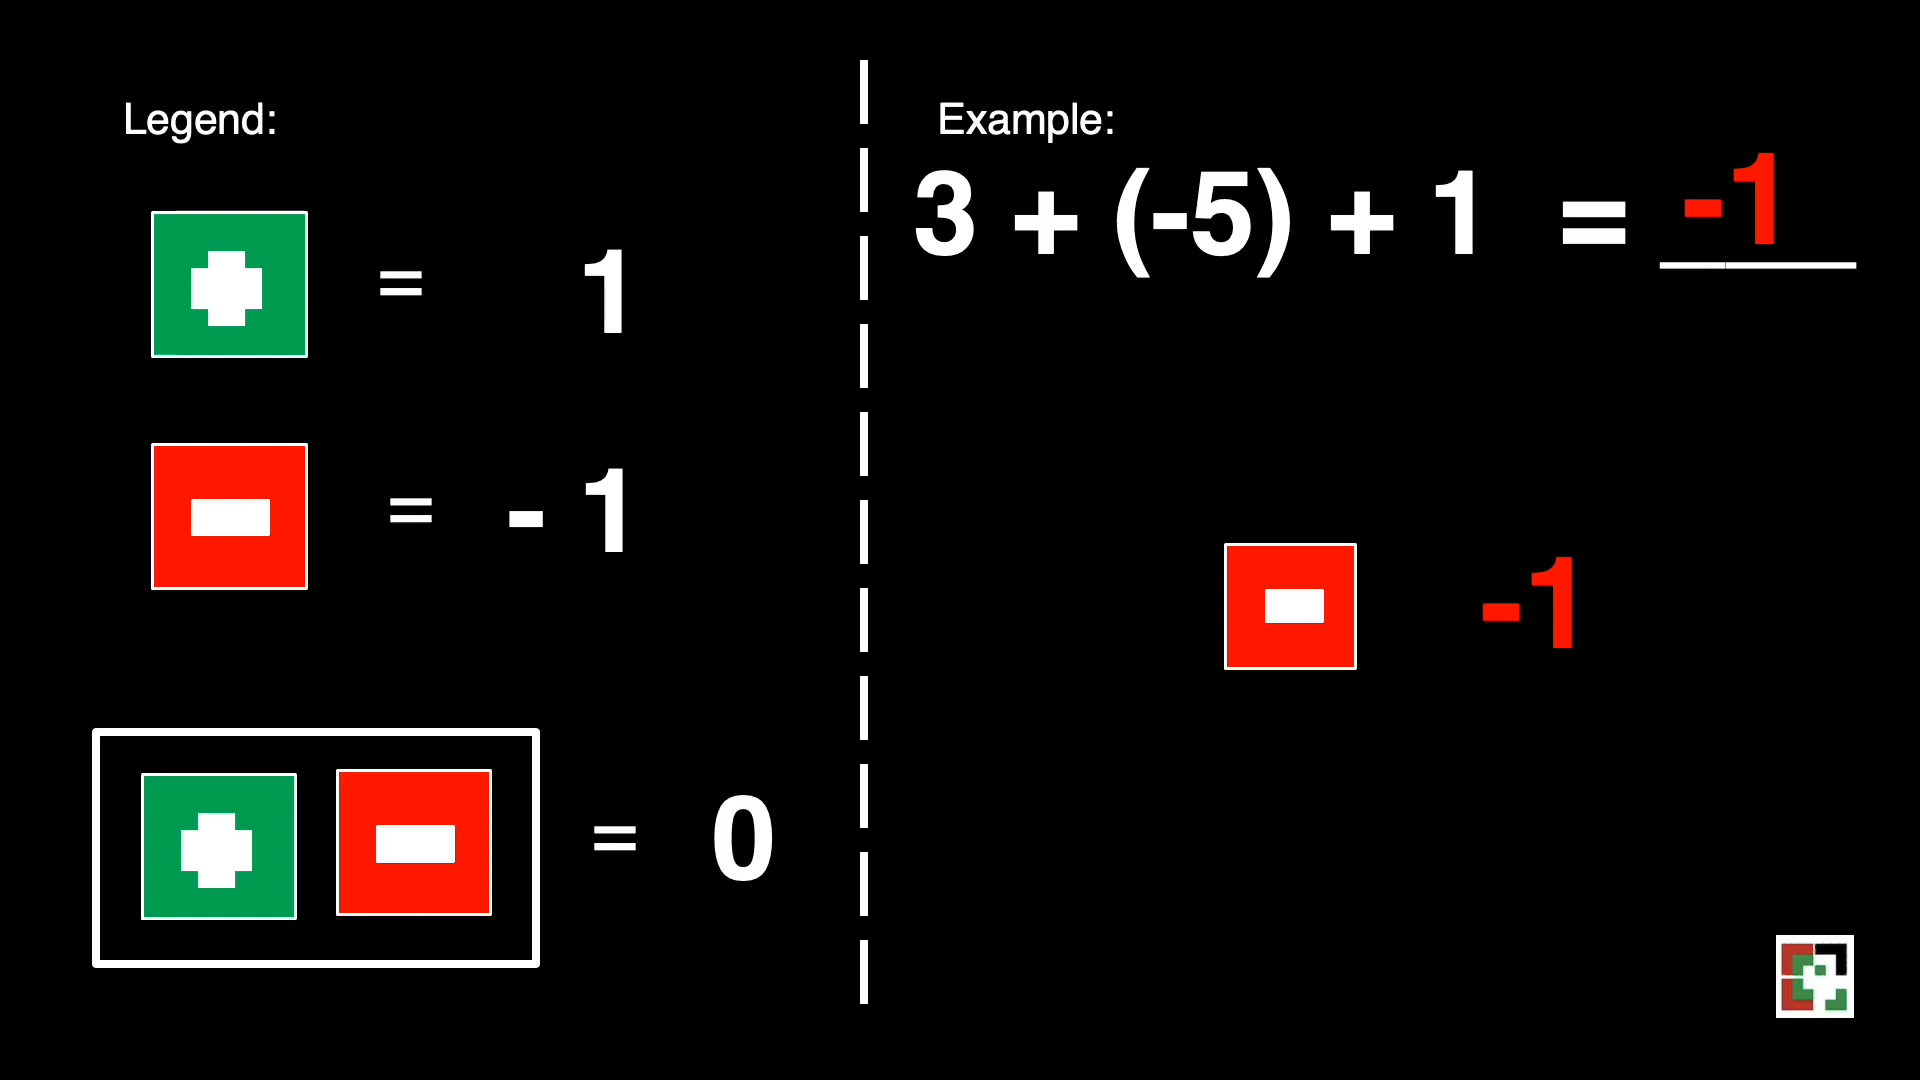 Legend:
= 1
= - 1
= 0
Example:
3 + (-5) + 1 = -1
-1